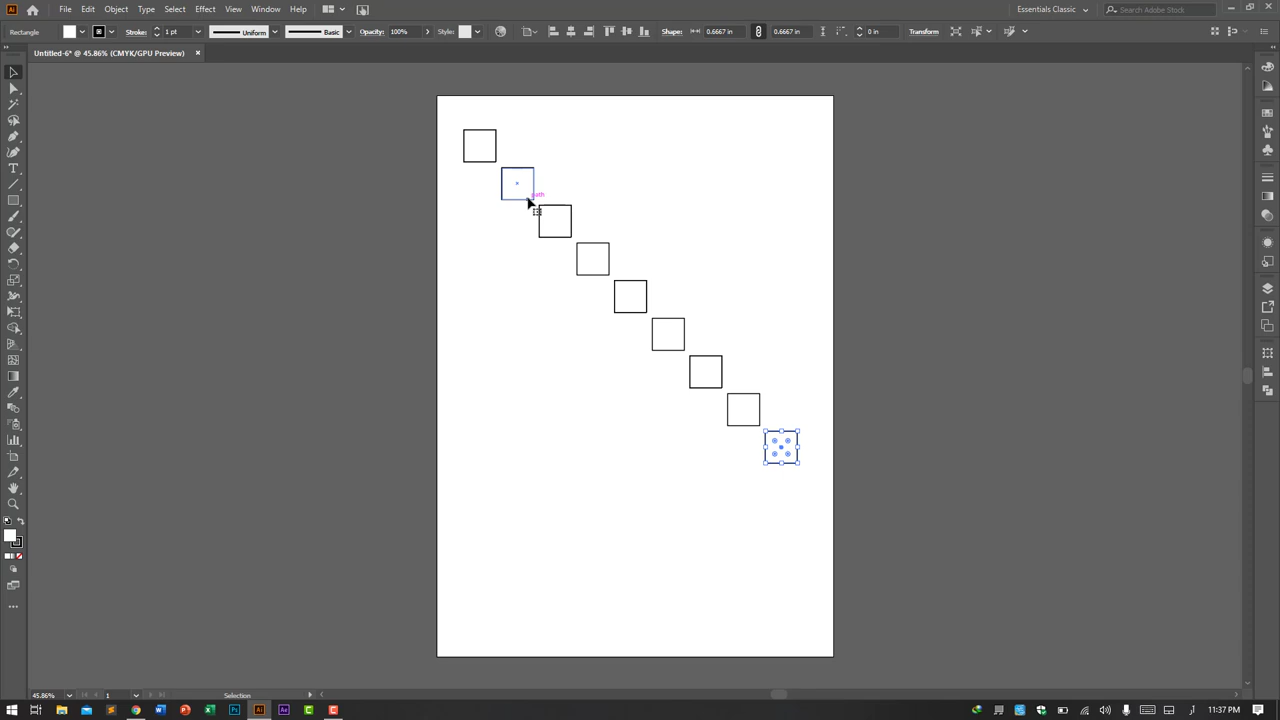 Ai File Edit Object Type Select Effect View Window Help Essentials Classic Search Adobe Stock
Rectangle Stroke: 1 pt Uniform Basic Opacity: 100% Style: Shape: 0.6667 in 0.6667 in 0 in Transform
Untitled-6* @ 45.86% (CMYK/GPU Preview) ×
path
45.86% 1 Selection
11:37 PM